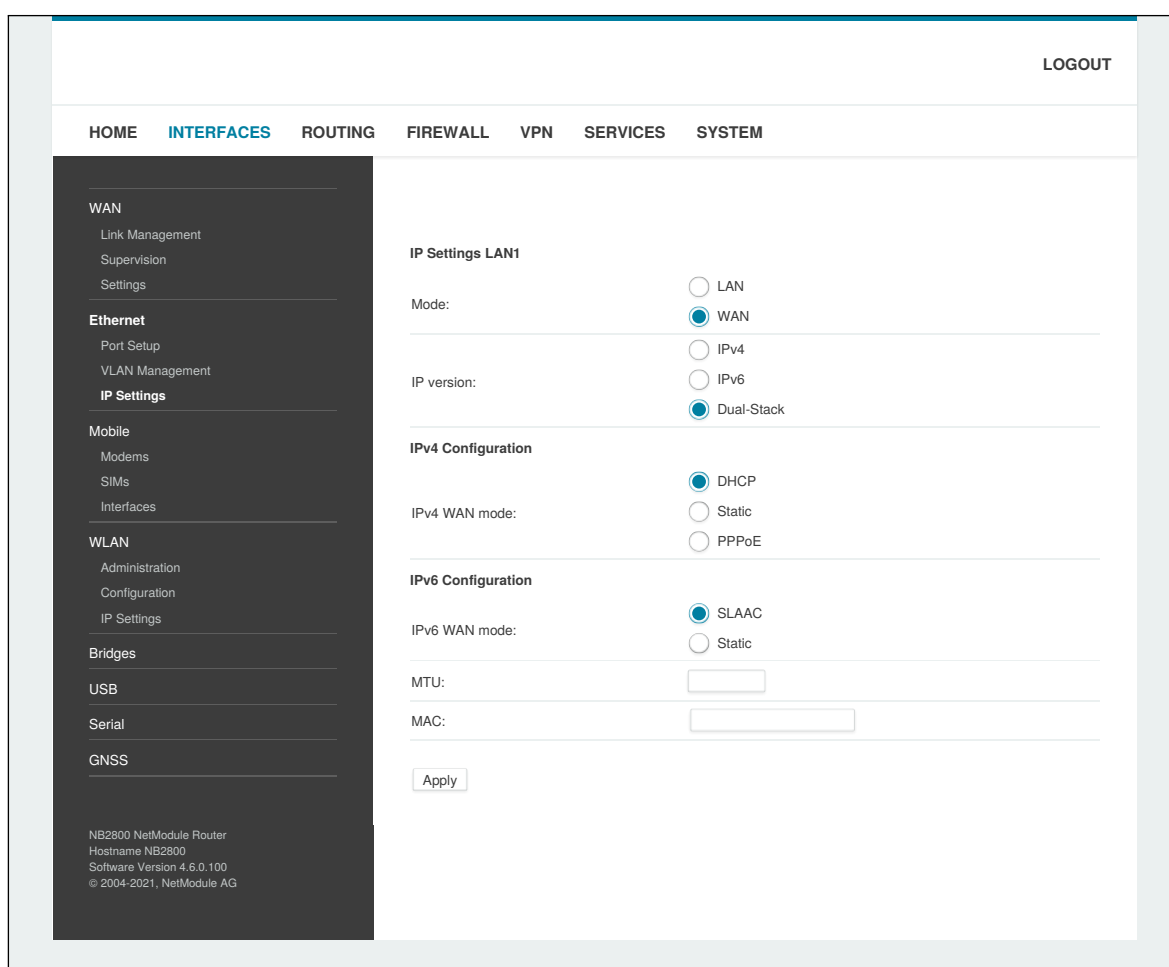 LOGOUT
HOME INTERFACES ROUTING FIREWALL VPN SERVICES SYSTEM
WAN
Link Management
Supervision
Settings
Ethernet
Port Setup
VLAN Management
IP Settings
Mobile
Modems
SIMs
Interfaces
WLAN
Administration
Configuration
IP Settings
Bridges
USB
Serial
GNSS
NB2800 NetModule Router
Hostname NB2800
Software Version 4.6.0.100
© 2004-2021, NetModule AG
IP Settings LAN1
Mode:
LAN
WAN
IP version:
IPv4
IPv6
Dual-Stack
IPv4 Configuration
IPv4 WAN mode:
DHCP
Static
PPPoE
IPv6 Configuration
IPv6 WAN mode:
SLAAC
Static
MTU:
MAC:
Apply